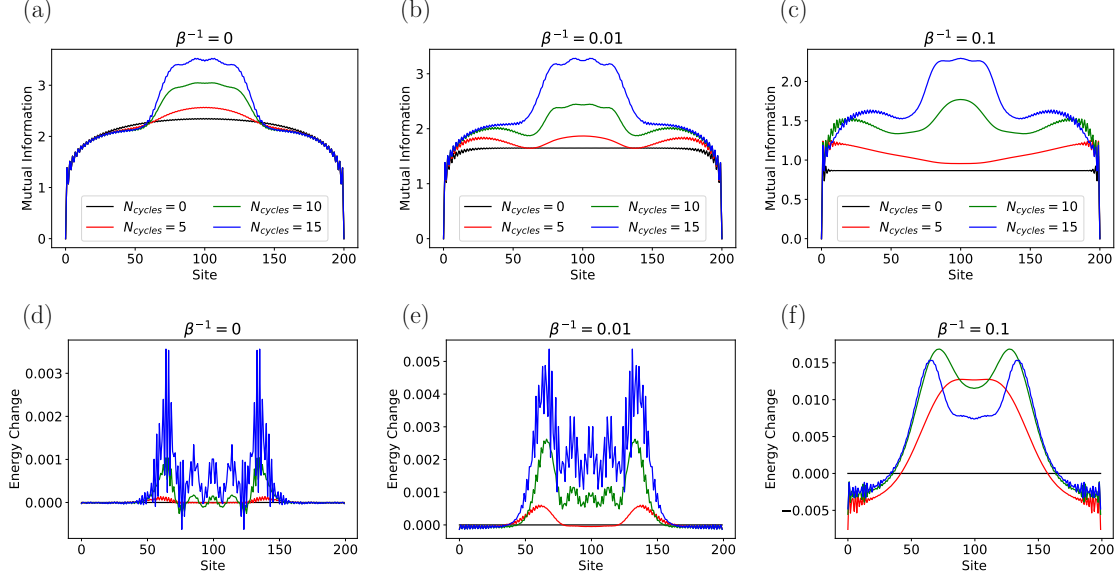 (a)
β⁻¹ = 0
Mutual Information
3
2
1
0
N_cycles = 0
N_cycles = 10
N_cycles = 5
N_cycles = 15
0 50 100 150 200
Site
(b)
β⁻¹ = 0.01
Mutual Information
3
2
1
0
N_cycles = 0
N_cycles = 10
N_cycles = 5
N_cycles = 15
0 50 100 150 200
Site
(c)
β⁻¹ = 0.1
Mutual Information
2.0
1.5
1.0
0.5
0.0
N_cycles = 0
N_cycles = 10
N_cycles = 5
N_cycles = 15
0 50 100 150 200
Site
(d)
β⁻¹ = 0
Energy Change
0.003
0.002
0.001
0.000
0 50 100 150 200
Site
(e)
β⁻¹ = 0.01
Energy Change
0.005
0.004
0.003
0.002
0.001
0.000
0 50 100 150 200
Site
(f)
β⁻¹ = 0.1
Energy Change
0.015
0.010
0.005
0.000
−0.005
0 50 100 150 200
Site